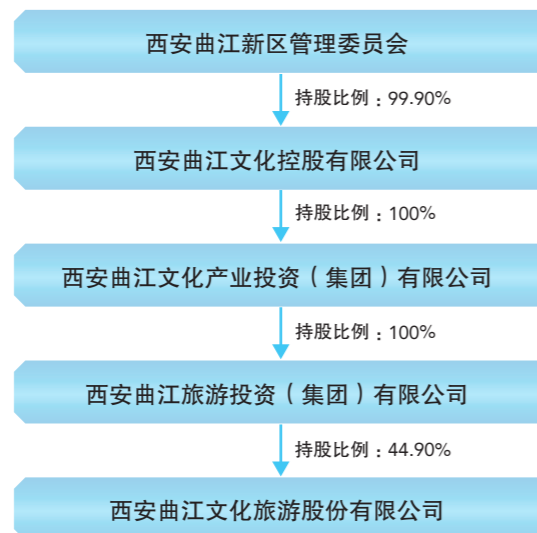 西安曲江新区管理委员会
持股比例：99.90%
西安曲江文化控股有限公司
持股比例：100%
西安曲江文化产业投资（集团）有限公司
持股比例：100%
西安曲江旅游投资（集团）有限公司
持股比例：44.90%
西安曲江文化旅游股份有限公司